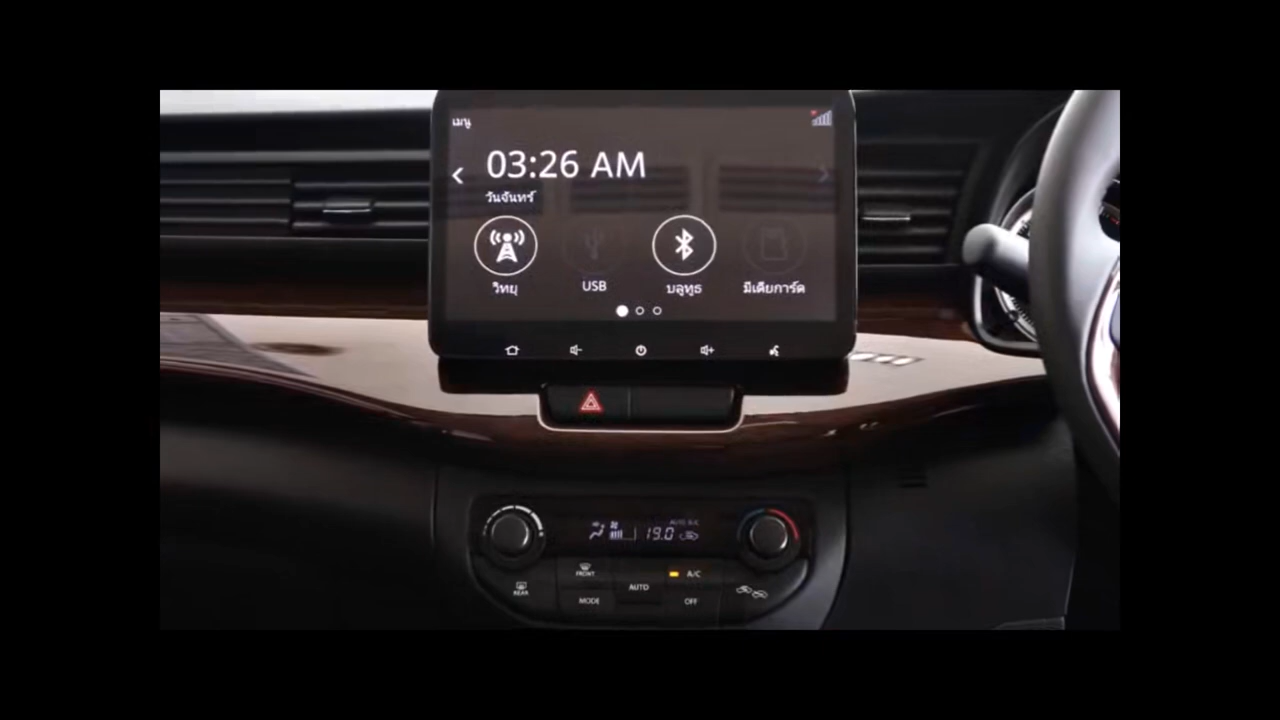 เมนู
03:26 AM
วันจันทร์
วิทยุ USB บลูทูธ มีเดียการ์ด
AUTO A/C
19.0
FRONT A/C
REAR AUTO
MODE OFF